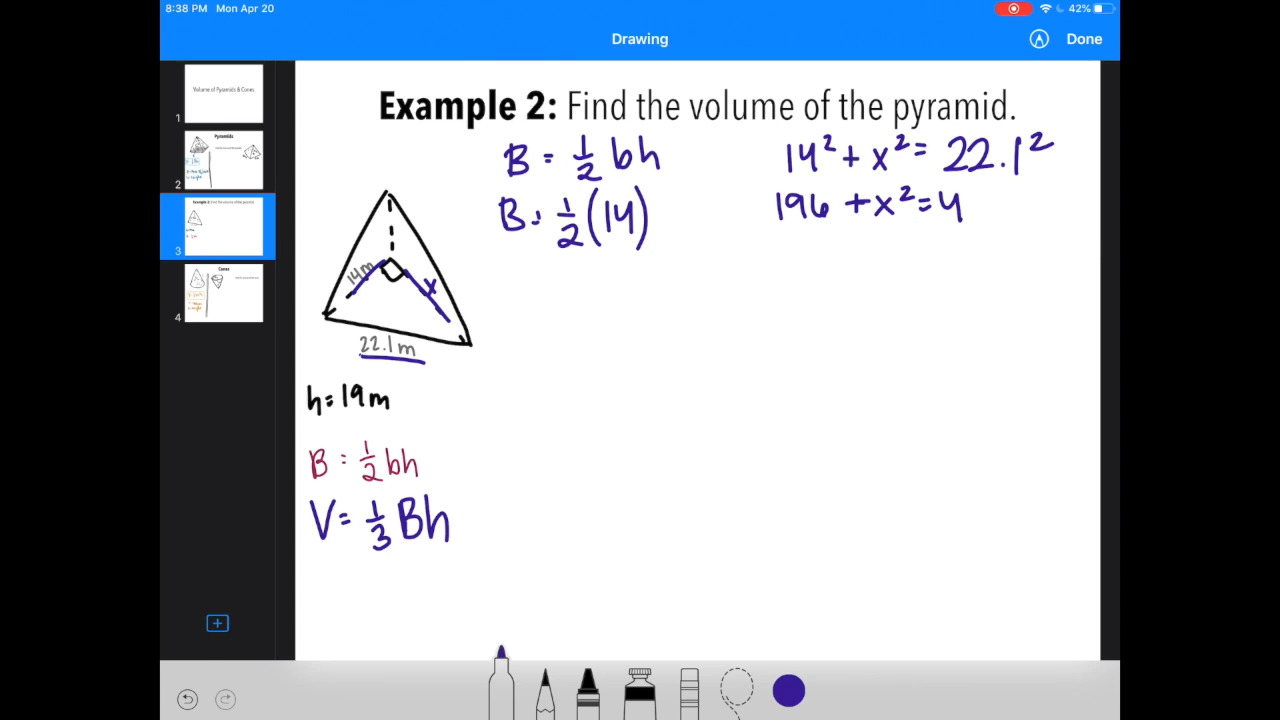 8:38 PM Mon Apr 20
42%
Drawing
Done
Volume of Pyramids & Cones
1
Pyramids
2
Example 2: Find the volume of the pyramid.
3
Cones
4
Example 2: Find the volume of the pyramid.
B = 1/2 bh
14² + x² = 22.1²
B = 1/2 (14)
196 + x² = 4
14m
x
22.1 m
h = 19m
B = 1/2 bh
V = 1/3 Bh